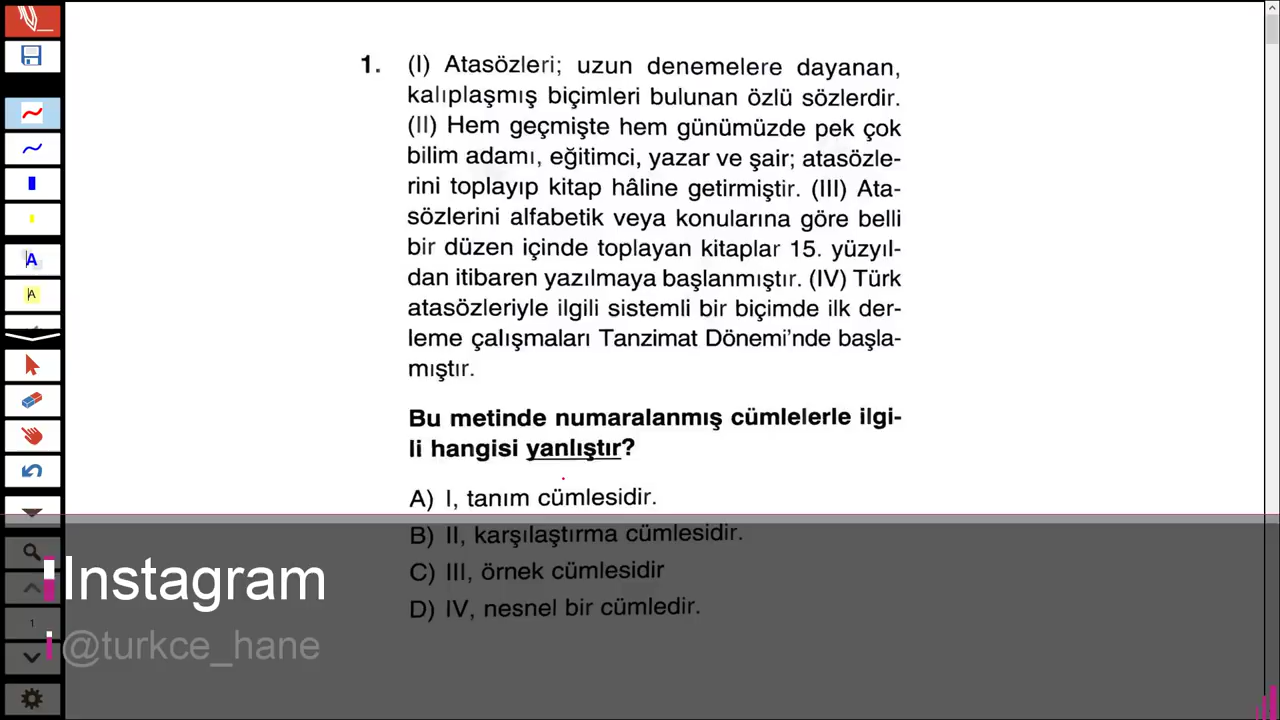 1. (I) Atasözleri; uzun denemelere dayanan,
kalıplaşmış biçimleri bulunan özlü sözlerdir.
(II) Hem geçmişte hem günümüzde pek çok
bilim adamı, eğitimci, yazar ve şair; atasözle-
rini toplayıp kitap hâline getirmiştir. (III) Ata-
sözlerini alfabetik veya konularına göre belli
bir düzen içinde toplayan kitaplar 15. yüzyıl-
dan itibaren yazılmaya başlanmıştır. (IV) Türk
atasözleriyle ilgili sistemli bir biçimde ilk der-
leme çalışmaları Tanzimat Dönemi'nde başla-
mıştır.
Bu metinde numaralanmış cümlelerle ilgi-
li hangisi yanlıştır?
A) I, tanım cümlesidir.
B) II, karşılaştırma cümlesidir.
C) III, örnek cümlesidir
D) IV, nesnel bir cümledir.
Instagram
@turkce_hane
A
A
1